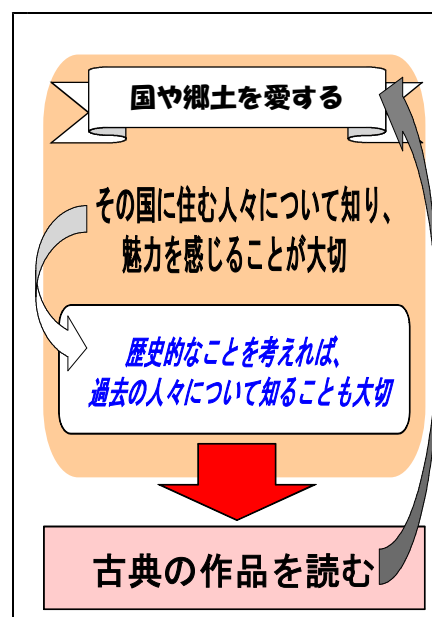 国や郷土を愛する
その国に住む人々について知り、
魅力を感じることが大切
歴史的なことを考えれば、
過去の人々について知ることも大切
古典の作品を読む